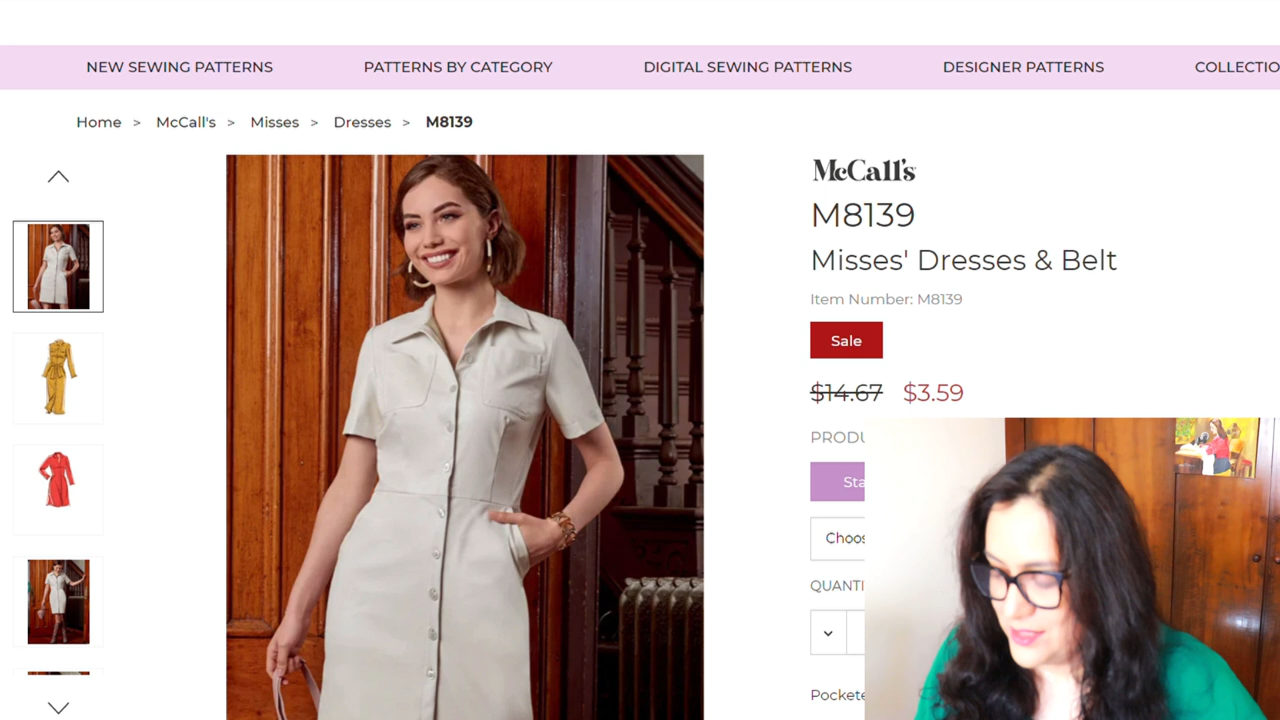 NEW SEWING PATTERNS PATTERNS BY CATEGORY DIGITAL SEWING PATTERNS DESIGNER PATTERNS COLLECTIO
Home > McCall's > Misses > Dresses > M8139
McCall's
M8139
Misses' Dresses & Belt
Item Number: M8139
Sale
$14.67 $3.59
PRODU
Sta
Choos
QUANTI
Pockete